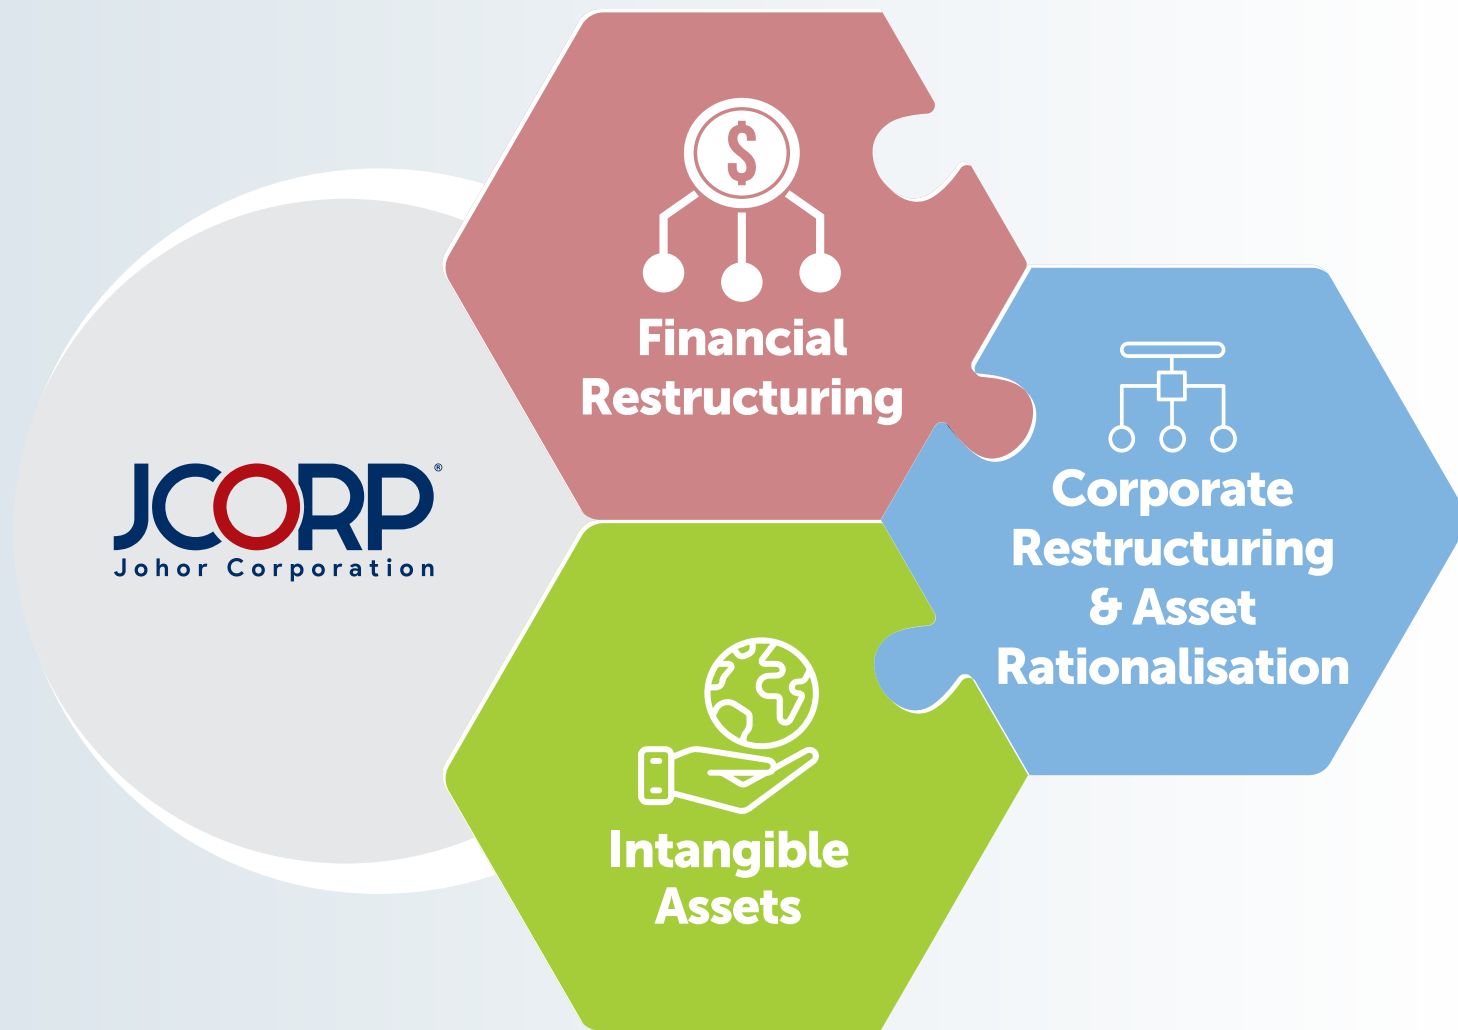 JCORP®
Johor Corporation
$
Financial
Restructuring
Corporate
Restructuring
& Asset
Rationalisation
Intangible
Assets